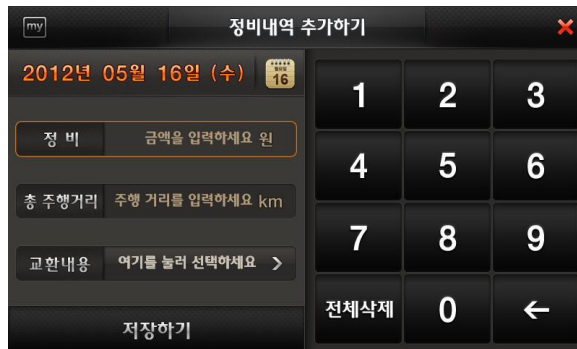 my
정비내역 추가하기
2012년 05월 16일 (수)
16
정 비 금액을 입력하세요 원
총 주행거리 주행 거리를 입력하세요 km
교환내용 여기를 눌러 선택하세요 >
저장하기
1 2 3
4 5 6
7 8 9
전체삭제 0 ←